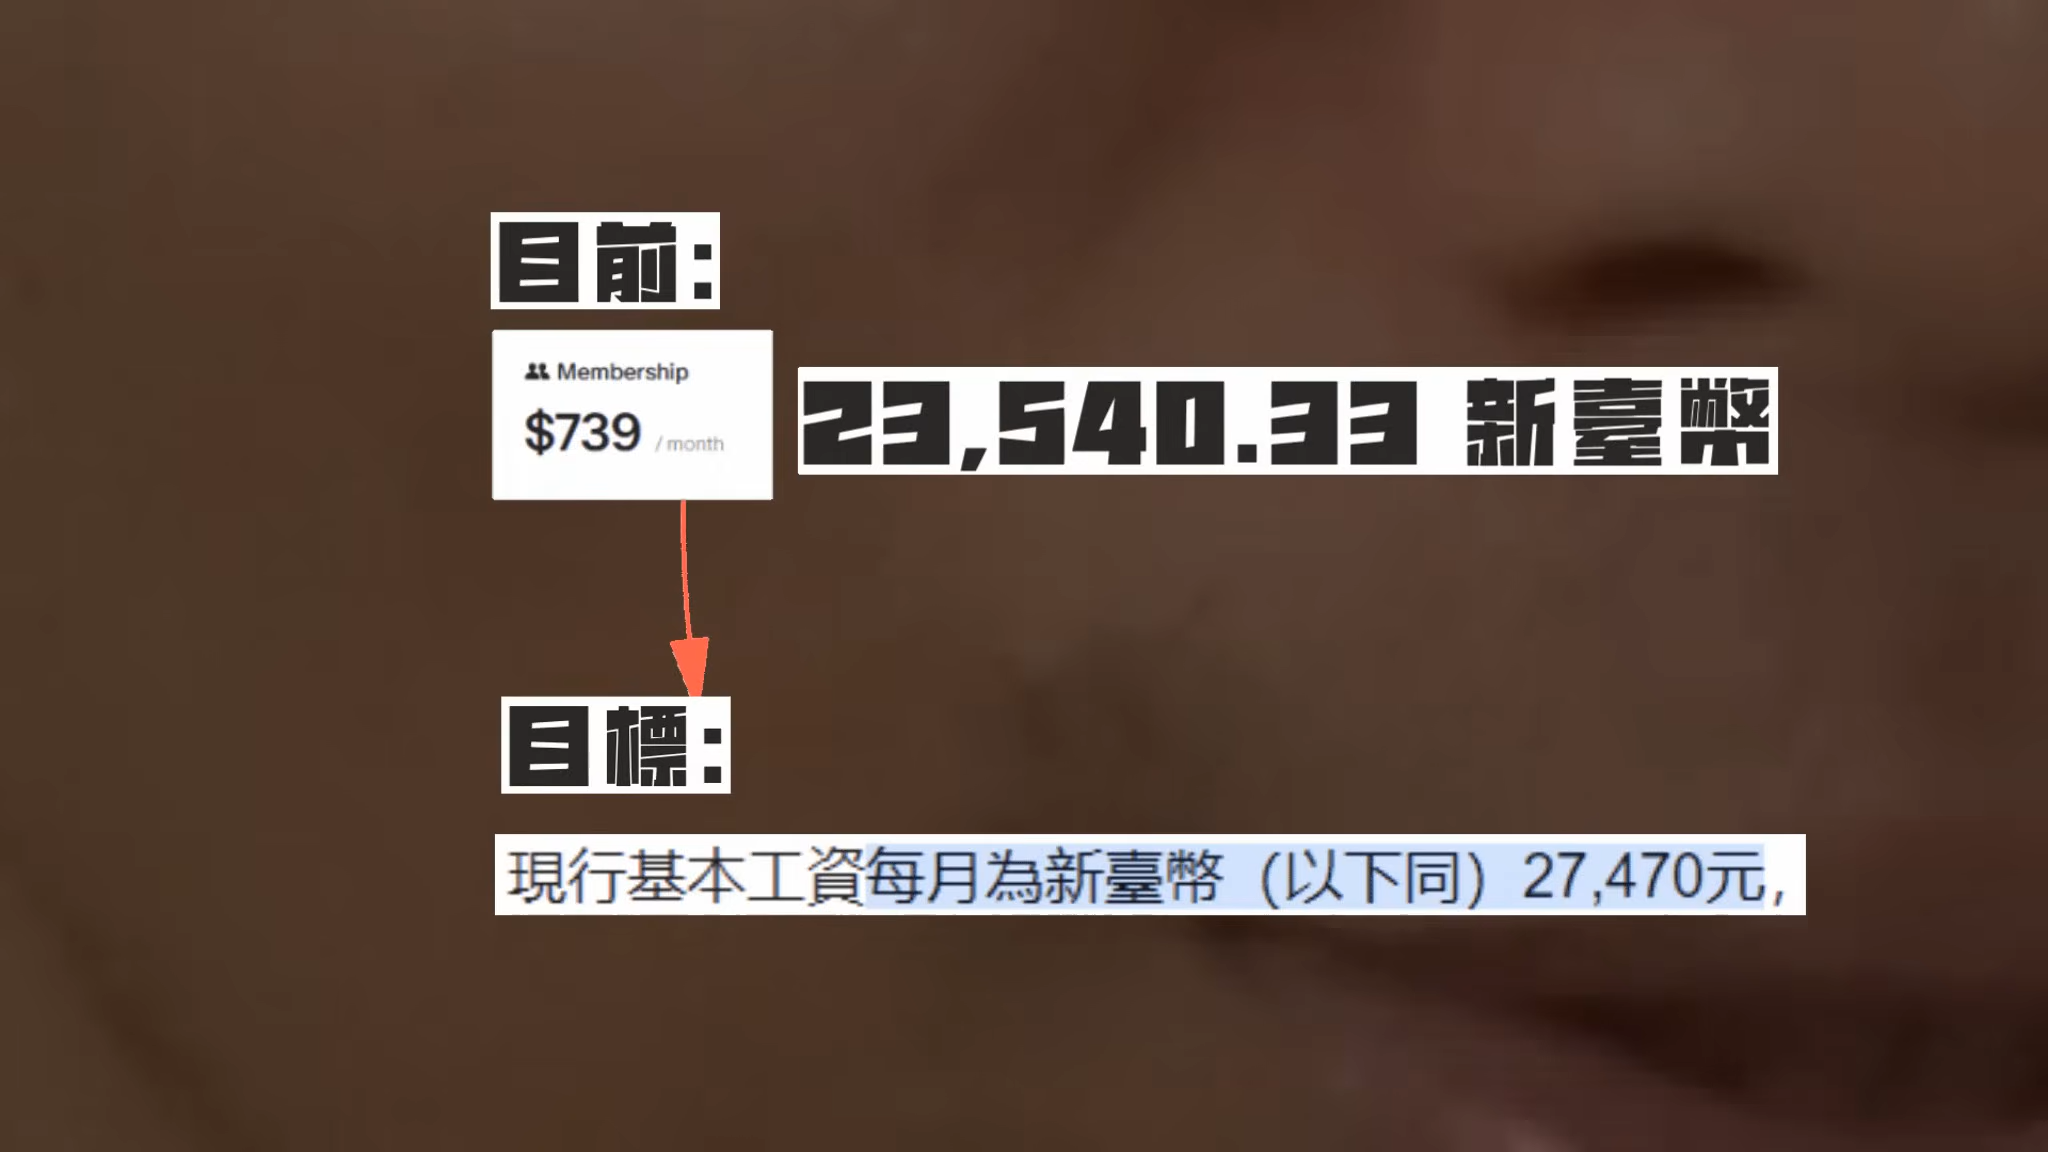 目前:
Membership
$739 / month
23,540.33 新臺幣
目標:
現行基本工資每月為新臺幣（以下同）27,470元,